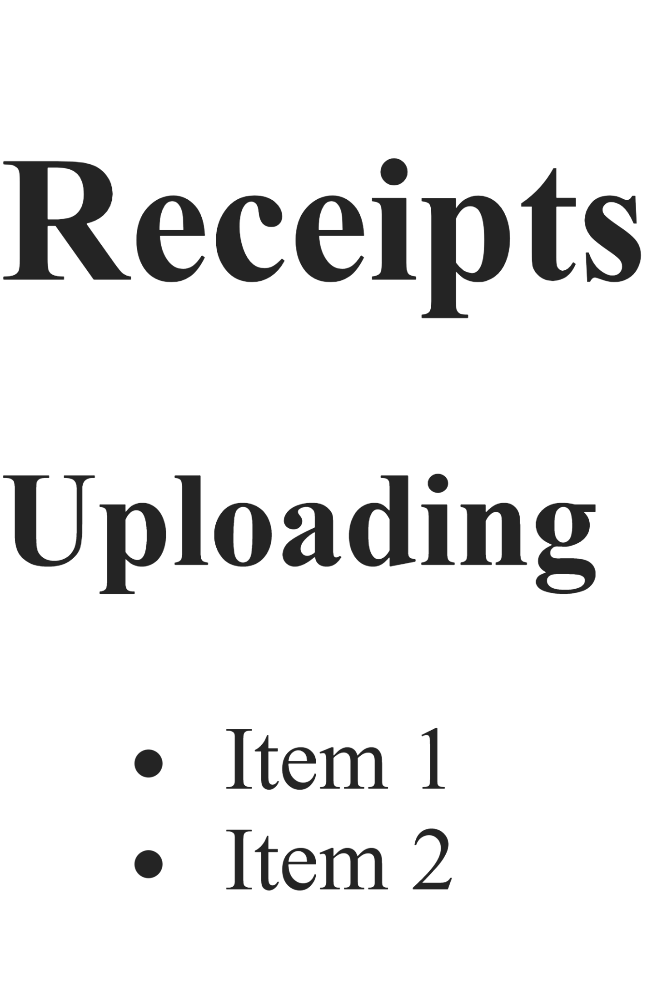 Receipts
Uploading
• Item 1
• Item 2